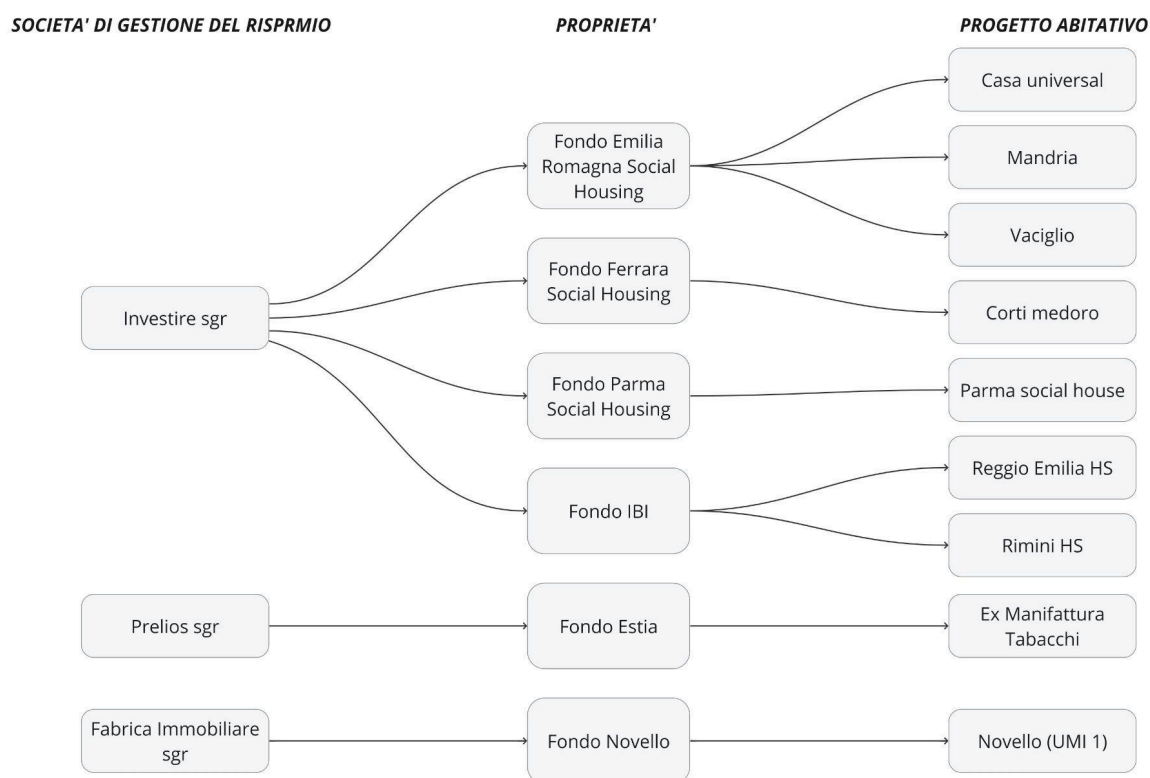 SOCIETA' DI GESTIONE DEL RISPRMIO
PROPRIETA'
PROGETTO ABITATIVO
Investire sgr
Prelios sgr
Fabrica Immobiliare
sgr
Fondo Emilia
Romagna Social
Housing
Fondo Ferrara
Social Housing
Fondo Parma
Social Housing
Fondo IBI
Fondo Estia
Fondo Novello
Casa universal
Mandria
Vaciglio
Corti medoro
Parma social house
Reggio Emilia HS
Rimini HS
Ex Manifattura
Tabacchi
Novello (UMI 1)